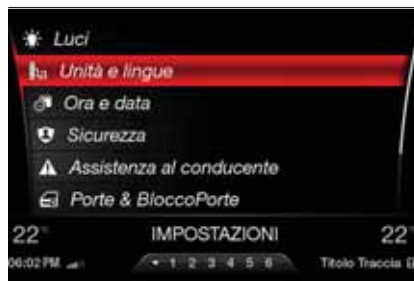 Luci
Unità e lingue
Ora e data
Sicurezza
Assistenza al conducente
Porte & BloccoPorte
22° IMPOSTAZIONI 22°
06:02 PM • 1 2 3 4 5 6 Titolo Traccia